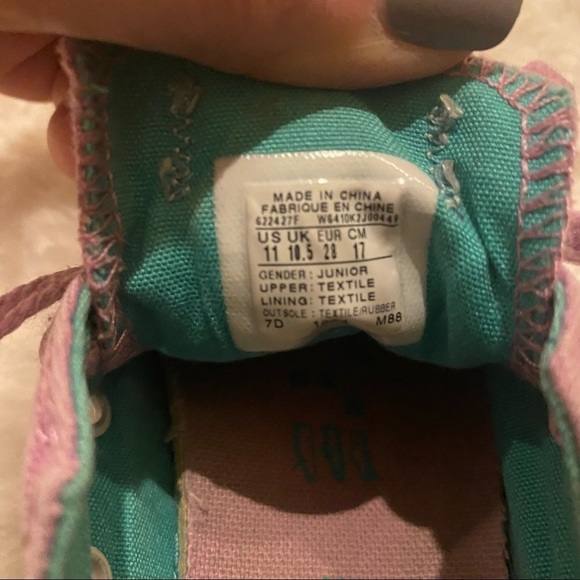 MADE IN CHINA
FABRIQUE EN CHINE
622427F W6410K2J00449
US UK EUR CM
11 10.5 28 17
GENDER: JUNIOR
UPPER: TEXTILE
LINING: TEXTILE
OUTSOLE: TEXTILE/RUBBER
7D M88